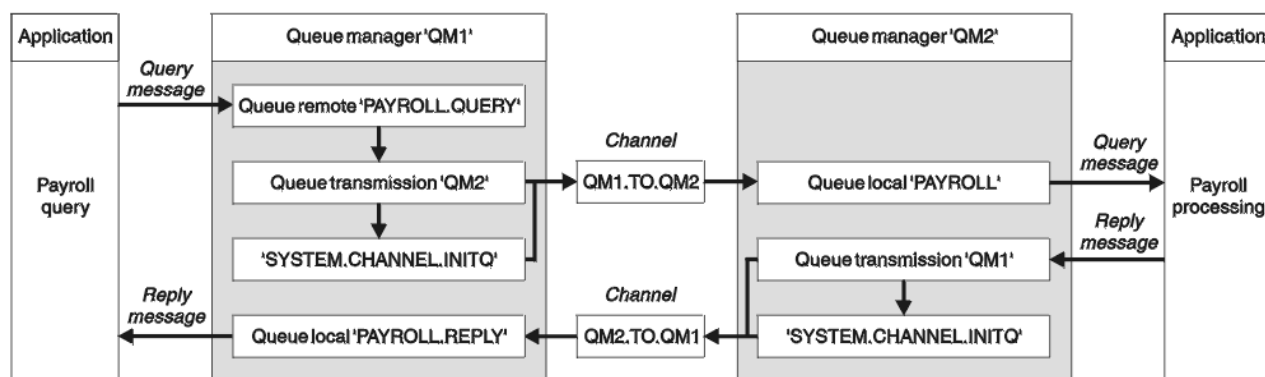 Application
Queue manager 'QM1'
Queue manager 'QM2'
Application
Query
message
Queue remote 'PAYROLL.QUERY'
Channel
Query
message
Payroll
query
Queue transmission 'QM2'
QM1.TO.QM2
Queue local 'PAYROLL'
Payroll
processing
Reply
message
'SYSTEM.CHANNEL.INITQ'
Queue transmission 'QM1'
Reply
message
Channel
Queue local 'PAYROLL.REPLY'
QM2.TO.QM1
'SYSTEM.CHANNEL.INITQ'